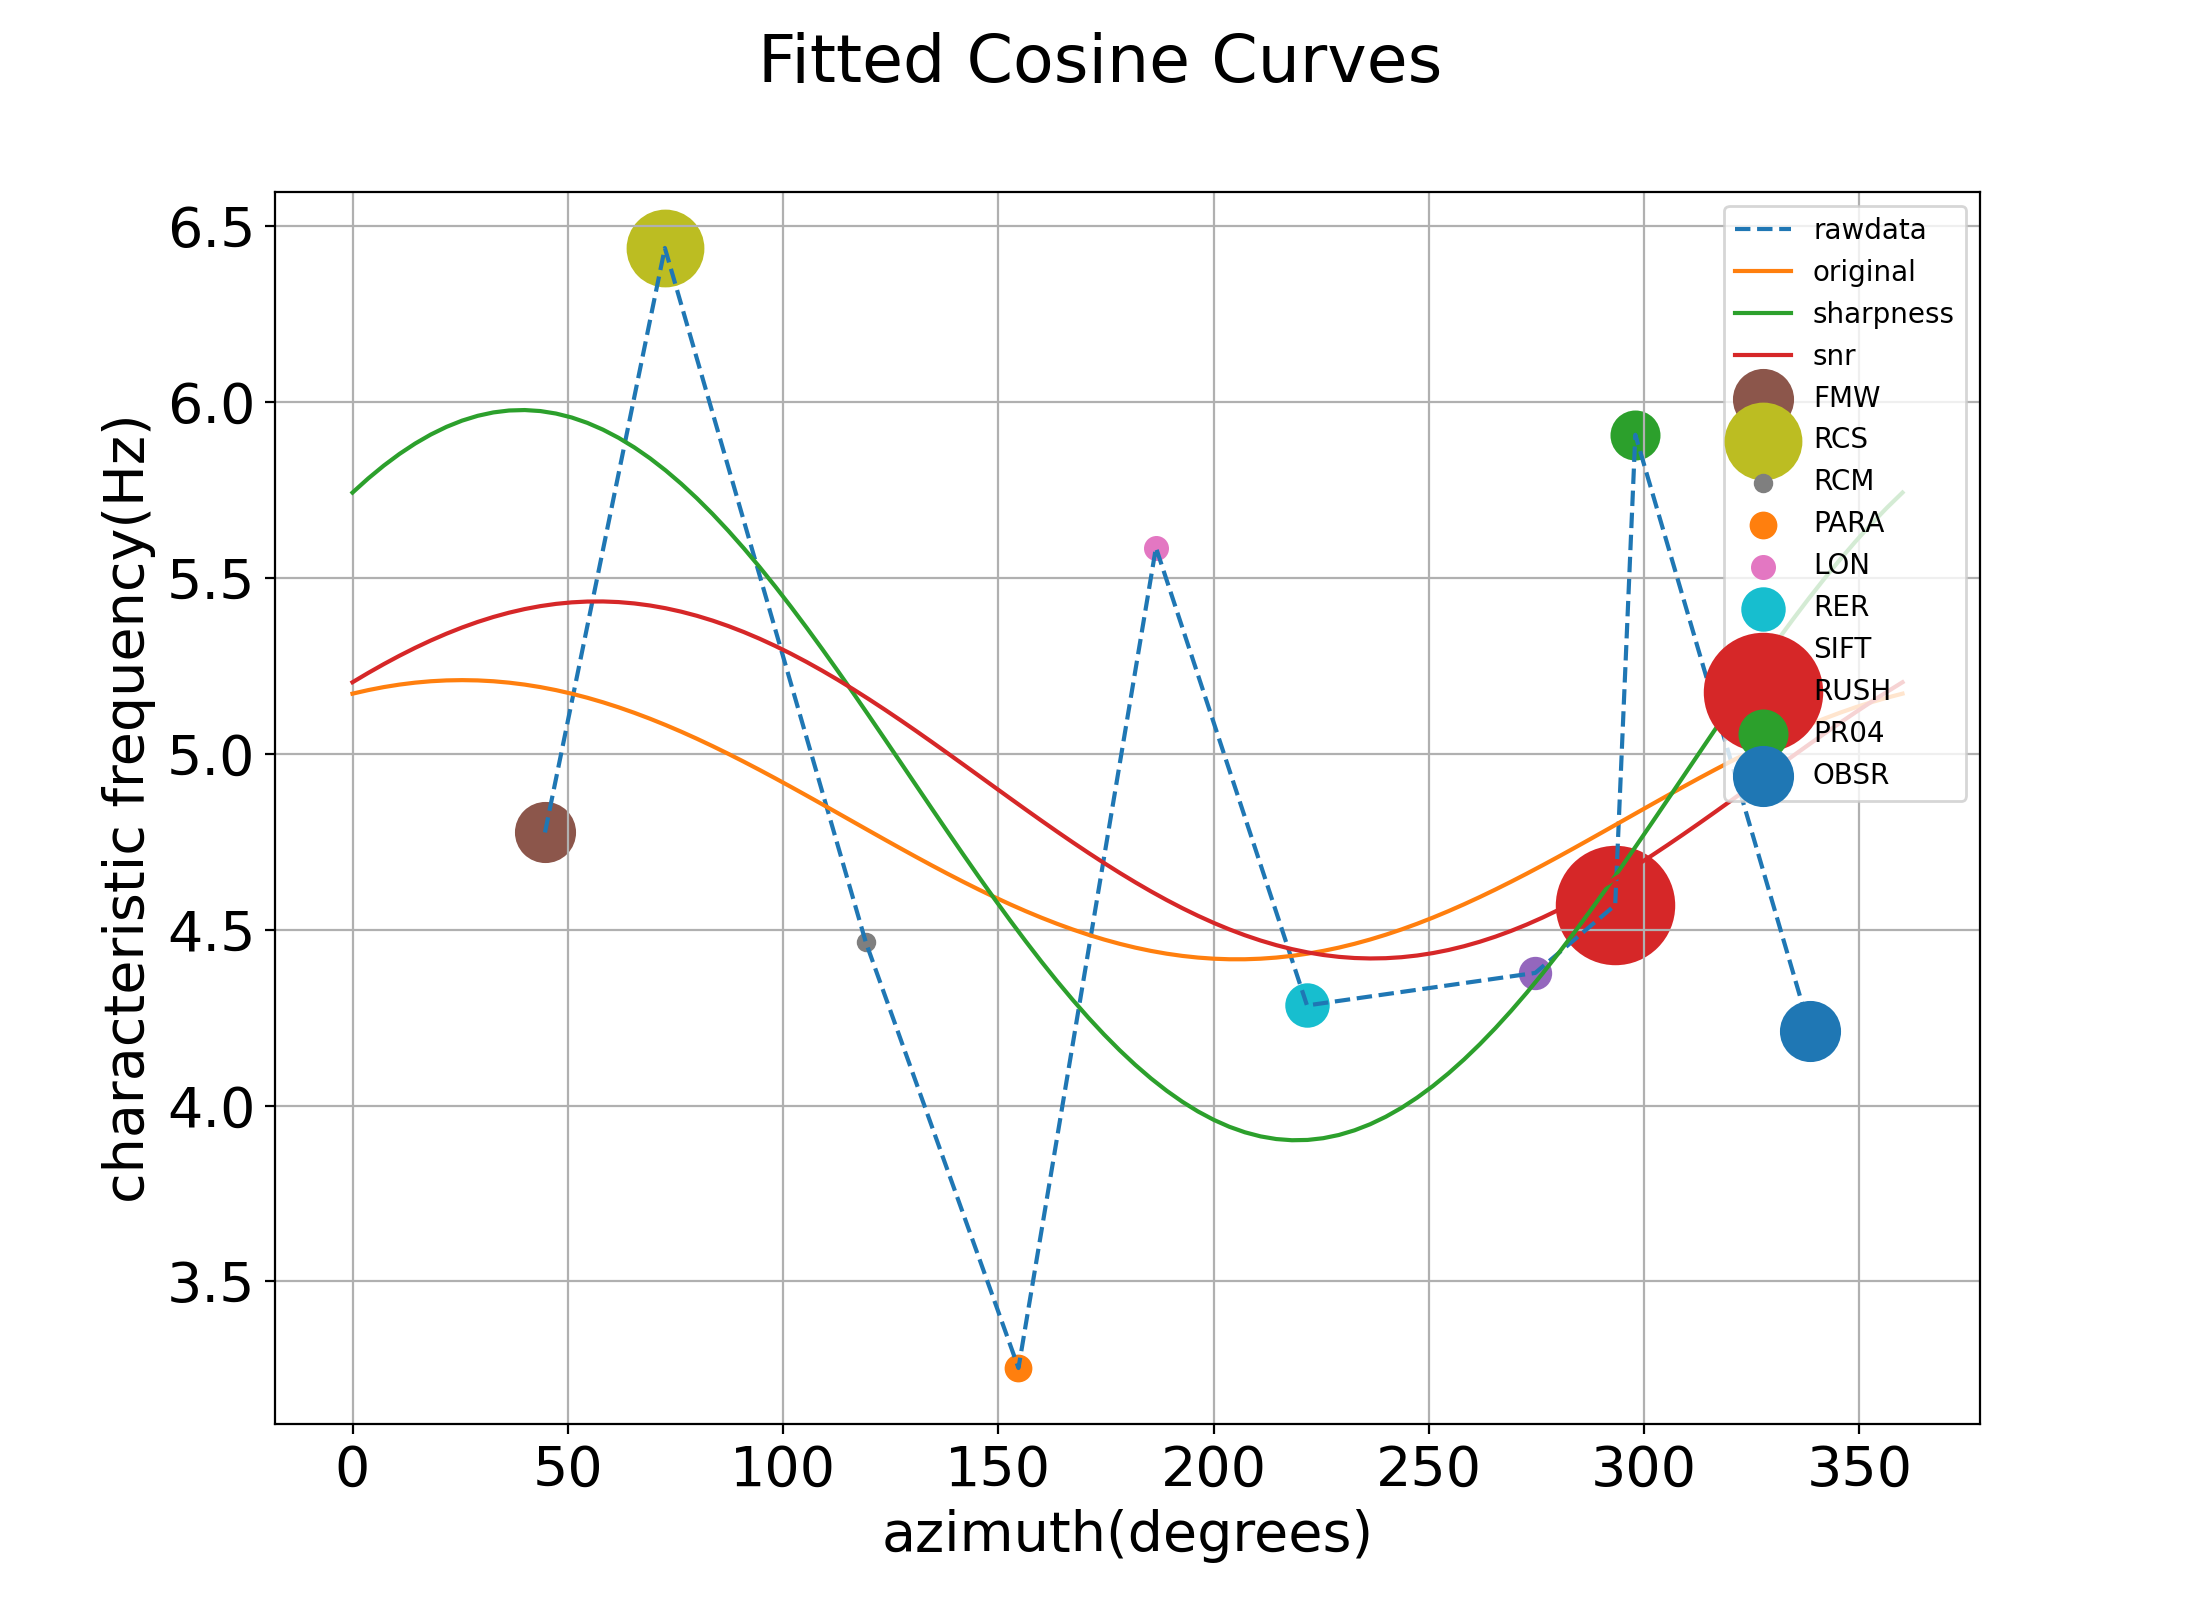 Fitted Cosine Curves
characteristic frequency(Hz)
6.5
6.0
5.5
5.0
4.5
4.0
3.5
rawdata
original
sharpness
snr
FMW
RCS
RCM
PARA
LON
RER
SIFT
RUSH
PR04
OBSR
0 50 100 150 200 250 300 350
azimuth(degrees)